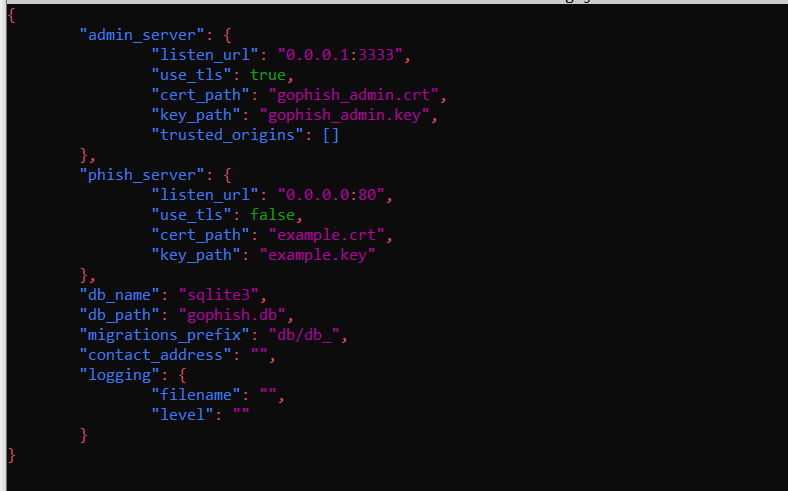 {
"admin_server": {
"listen_url": "0.0.0.1:3333",
"use_tls": true,
"cert_path": "gophish_admin.crt",
"key_path": "gophish_admin.key",
"trusted_origins": []
},
"phish_server": {
"listen_url": "0.0.0.0:80",
"use_tls": false,
"cert_path": "example.crt",
"key_path": "example.key"
},
"db_name": "sqlite3",
"db_path": "gophish.db",
"migrations_prefix": "db/db_",
"contact_address": "",
"logging": {
"filename": "",
"level": ""
}
}